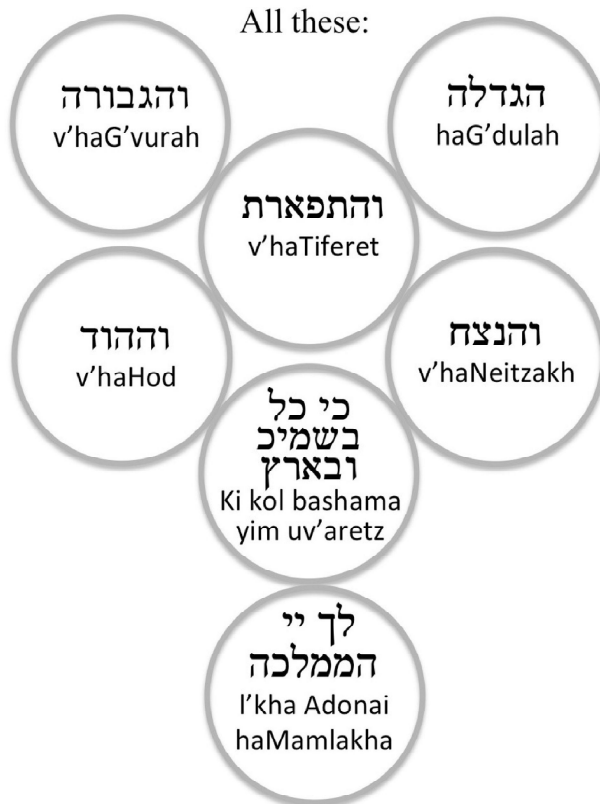 All these:
הגדלה
haG'dulah
והגבורה
v'haG'vurah
והתפארת
v'haTiferet
והנצח
v'haNeitzakh
וההוד
v'haHod
כי כל
בשמיכ
ובארץ
Ki kol bashama
yim uv'aretz
לך יי
הממלכה
l'kha Adonai
haMamlakha